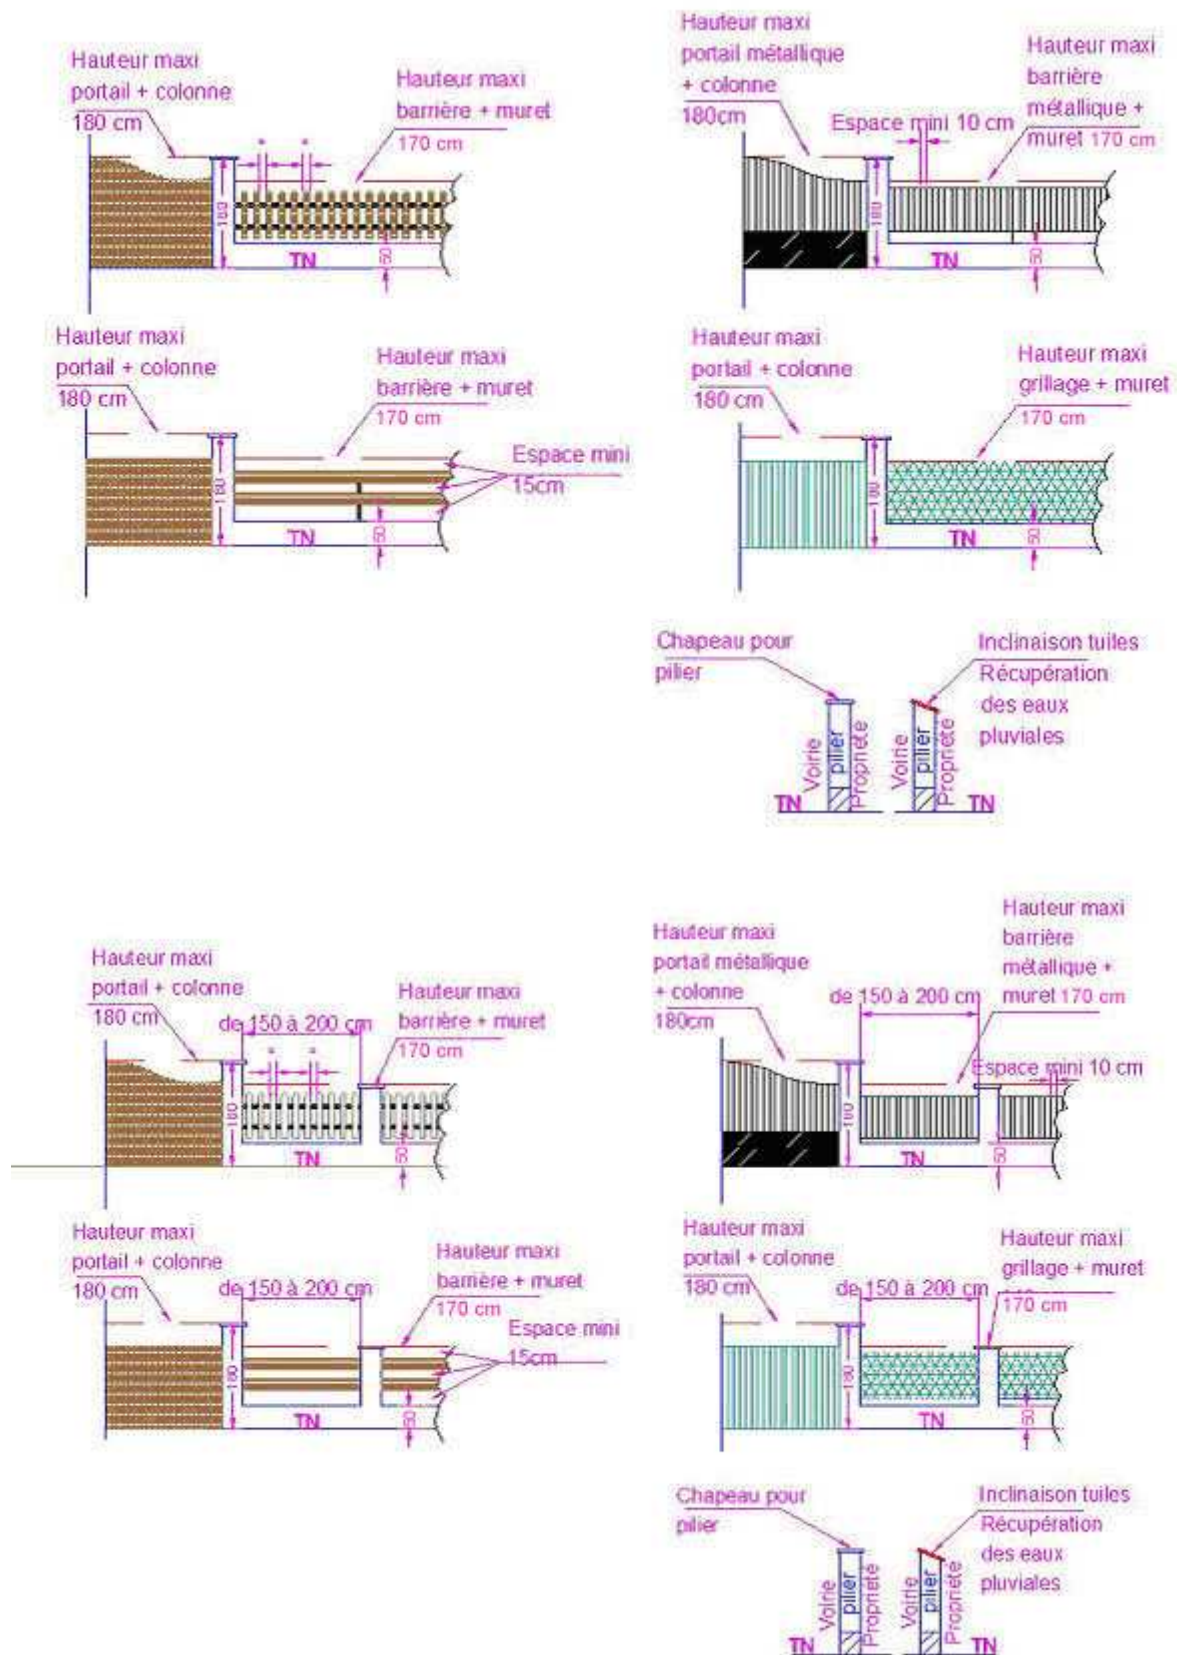 Hauteur maxi
portail + colonne
180 cm
Hauteur maxi
barrière + muret
170 cm
180
TN
50
Hauteur maxi
portail métallique
+ colonne
180cm
Espace mini 10 cm
Hauteur maxi
barrière
métallique +
muret 170 cm
180
TN
50
Hauteur maxi
portail + colonne
180 cm
Hauteur maxi
barrière + muret
170 cm
Espace mini
15cm
180
TN
50
Hauteur maxi
portail + colonne
180 cm
Hauteur maxi
grillage + muret
170 cm
180
TN
50
Chapeau pour
pilier
Inclinaison tuiles
Récupération
des eaux
pluviales
Voirie
pilier
Propriété
Voirie
pilier
Propriété
TN
TN
Hauteur maxi
portail + colonne
180 cm
de 150 à 200 cm
Hauteur maxi
barrière + muret
170 cm
180
TN
50
Hauteur maxi
portail métallique
+ colonne
180cm
de 150 à 200 cm
Hauteur maxi
barrière
métallique +
muret 170 cm
Espace mini 10 cm
180
TN
50
Hauteur maxi
portail + colonne
180 cm
de 150 à 200 cm
Hauteur maxi
barrière + muret
170 cm
Espace mini
15cm
180
TN
50
Hauteur maxi
portail + colonne
180 cm
de 150 à 200 cm
Hauteur maxi
grillage + muret
170 cm
180
TN
50
Chapeau pour
pilier
Inclinaison tuiles
Récupération
des eaux
pluviales
Voirie
pilier
Propriété
Voirie
pilier
Propriété
TN
TN